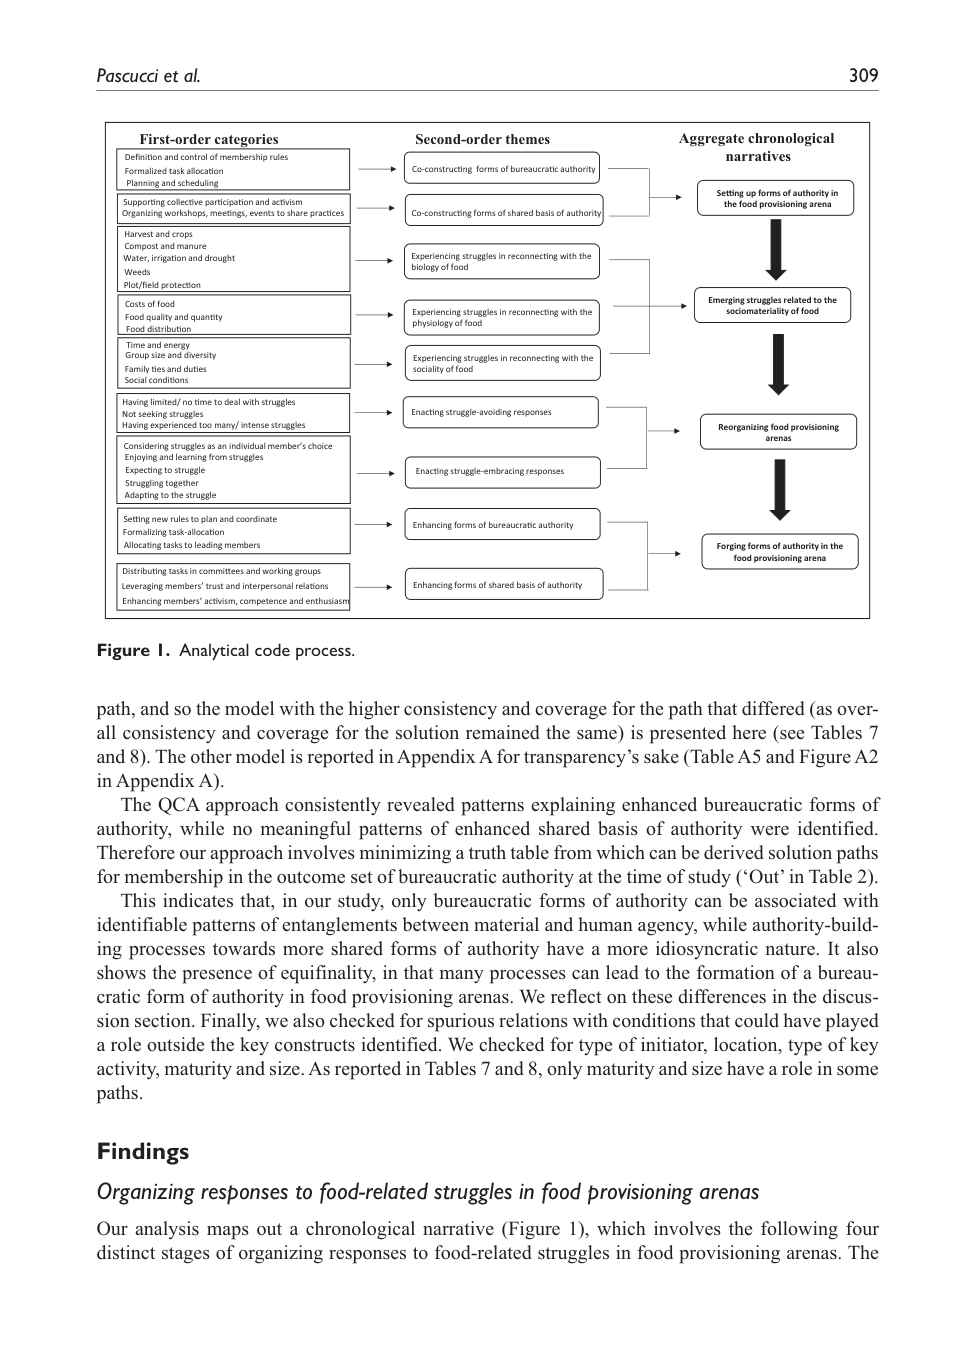 Pascucci et al. 309
First-order categories
Second-order themes
Aggregate chronological
narratives
Definition and control of membership rules
Formalized task allocation
Planning and scheduling
Co-constructing forms of bureaucratic authority
Supporting collective participation and activism
Organizing workshops, meetings, events to share practices
Co-constructing forms of shared basis of authority
Setting up forms of authority in
the food provisioning arena
Harvest and crops
Compost and manure
Water, irrigation and drought
Weeds
Plot/field protection
Experiencing struggles in reconnecting with the
biology of food
Costs of food
Food quality and quantity
Food distribution
Experiencing struggles in reconnecting with the
physiology of food
Emerging struggles related to the
sociomateriality of food
Time and energy
Group size and diversity
Family ties and duties
Social conditions
Experiencing struggles in reconnecting with the
sociality of food
Having limited/ no time to deal with struggles
Not seeking struggles
Having experienced too many/ intense struggles
Enacting struggle-avoiding responses
Reorganizing food provisioning
arenas
Considering struggles as an individual member's choice
Enjoying and learning from struggles
Expecting to struggle
Struggling together
Adapting to the struggle
Enacting struggle-embracing responses
Setting new rules to plan and coordinate
Formalizing task-allocation
Allocating tasks to leading members
Enhancing forms of bureaucratic authority
Forging forms of authority in the
food provisioning arena
Distributing tasks in committees and working groups
Leveraging members' trust and interpersonal relations
Enhancing members' activism, competence and enthusiasm
Enhancing forms of shared basis of authority
Figure 1. Analytical code process.
path, and so the model with the higher consistency and coverage for the path that differed (as over-
all consistency and coverage for the solution remained the same) is presented here (see Tables 7
and 8). The other model is reported in Appendix A for transparency's sake (Table A5 and Figure A2
in Appendix A).
The QCA approach consistently revealed patterns explaining enhanced bureaucratic forms of
authority, while no meaningful patterns of enhanced shared basis of authority were identified.
Therefore our approach involves minimizing a truth table from which can be derived solution paths
for membership in the outcome set of bureaucratic authority at the time of study ('Out' in Table 2).
This indicates that, in our study, only bureaucratic forms of authority can be associated with
identifiable patterns of entanglements between material and human agency, while authority-build-
ing processes towards more shared forms of authority have a more idiosyncratic nature. It also
shows the presence of equifinality, in that many processes can lead to the formation of a bureau-
cratic form of authority in food provisioning arenas. We reflect on these differences in the discus-
sion section. Finally, we also checked for spurious relations with conditions that could have played
a role outside the key constructs identified. We checked for type of initiator, location, type of key
activity, maturity and size. As reported in Tables 7 and 8, only maturity and size have a role in some
paths.
Findings
Organizing responses to food-related struggles in food provisioning arenas
Our analysis maps out a chronological narrative (Figure 1), which involves the following four
distinct stages of organizing responses to food-related struggles in food provisioning arenas. The